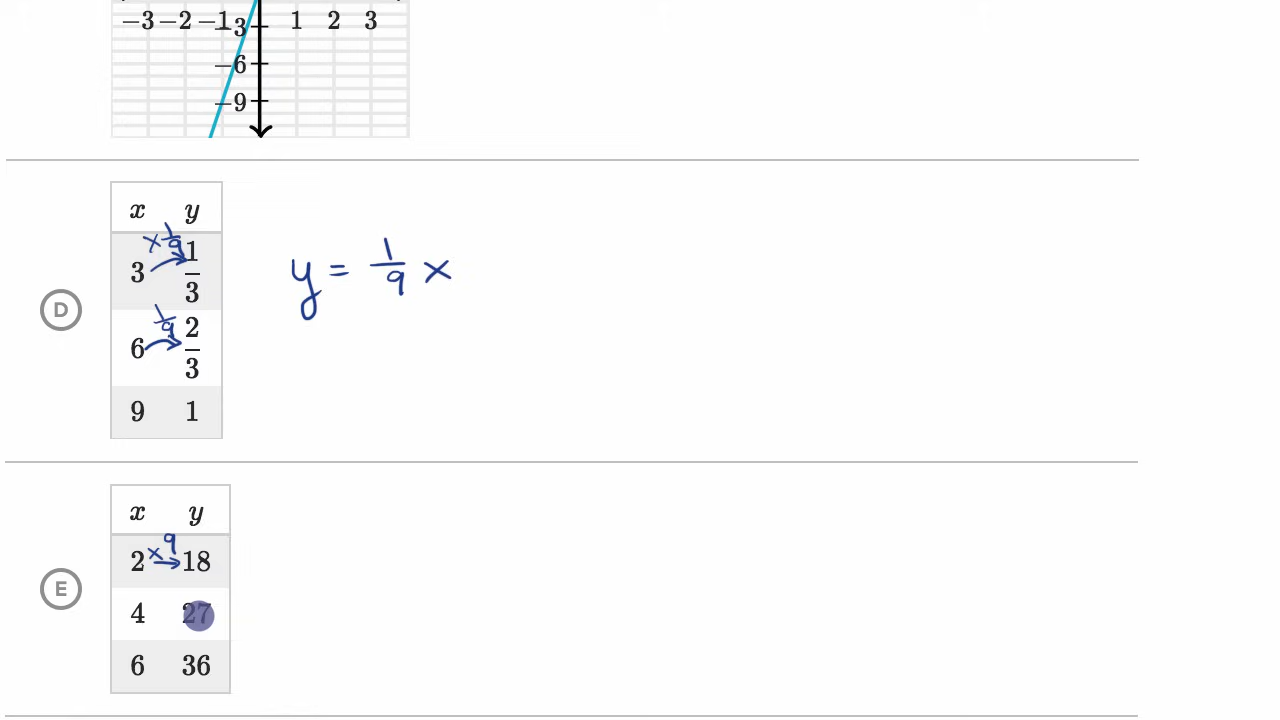 −3 −2 −1 1 2 3
−3
−6
−9
D
x y
3 × 1/9 1/3
6 1/9 2/3
9 1
y = 1/9 x
E
x y
2 × 9 18
4 27
6 36